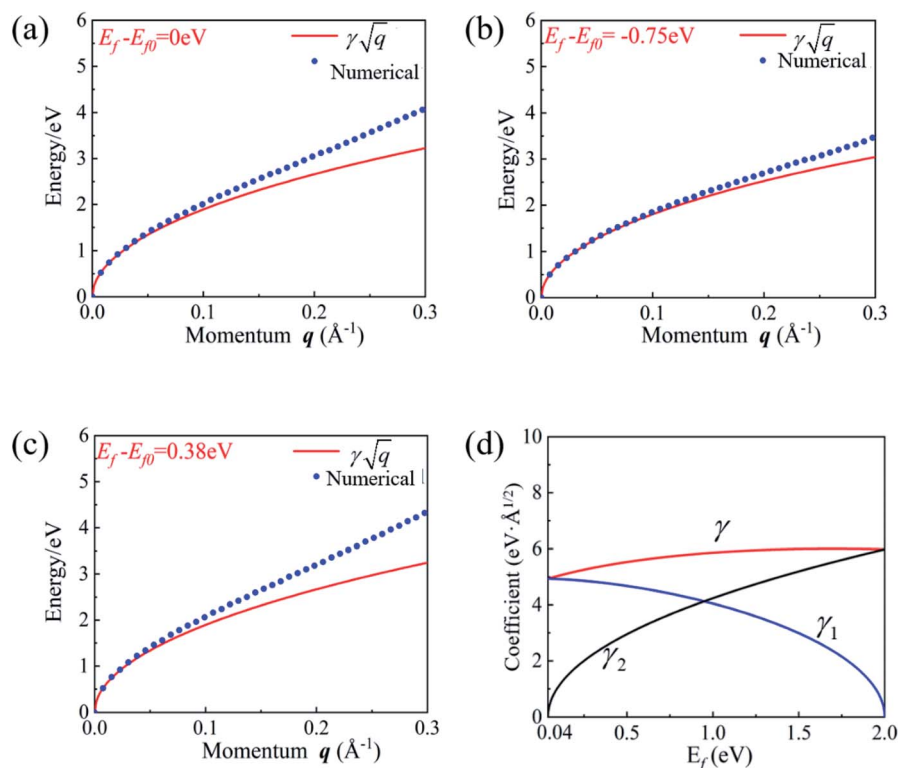 (a)
E_f -E_f0=0eV
γ√q
Numerical
Energy/eV
6
5
4
3
2
1
0
0.0 0.1 0.2 0.3
Momentum q (Å⁻¹)
(b)
E_f -E_f0= -0.75eV
γ√q
Numerical
Energy/eV
6
5
4
3
2
1
0
0.0 0.1 0.2 0.3
Momentum q (Å⁻¹)
(c)
E_f -E_f0=0.38eV
γ√q
Numerical
Energy/eV
6
5
4
3
2
1
0
0.0 0.1 0.2 0.3
Momentum q (Å⁻¹)
(d)
Coefficient (eV·Å^1/2)
10
8
6
4
2
0
γ
γ₁
γ₂
0.04 0.5 1.0 1.5 2.0
E_f (eV)